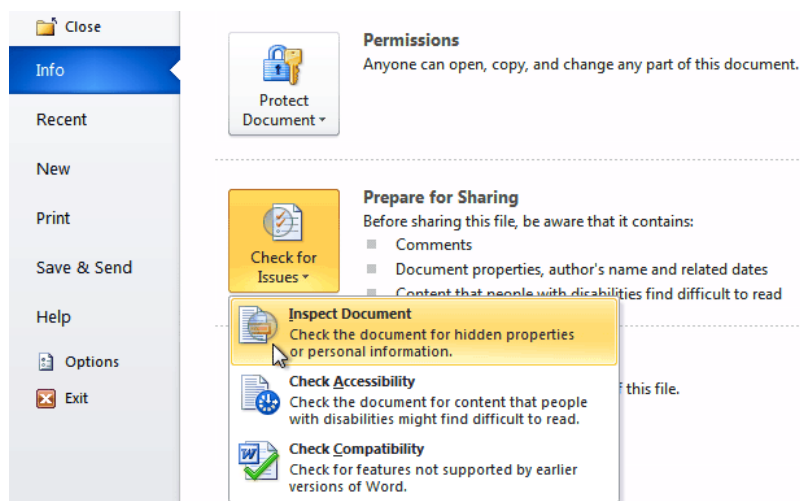 Close
Info
Recent
New
Print
Save & Send
Help
Options
Exit
Protect
Document
Permissions
Anyone can open, copy, and change any part of this document.
Check for
Issues
Prepare for Sharing
Before sharing this file, be aware that it contains:
Comments
Document properties, author's name and related dates
Content that people with disabilities find difficult to read
Inspect Document
Check the document for hidden properties
or personal information.
Check Accessibility
Check the document for content that people
with disabilities might find difficult to read.
Check Compatibility
Check for features not supported by earlier
versions of Word.
f this file.